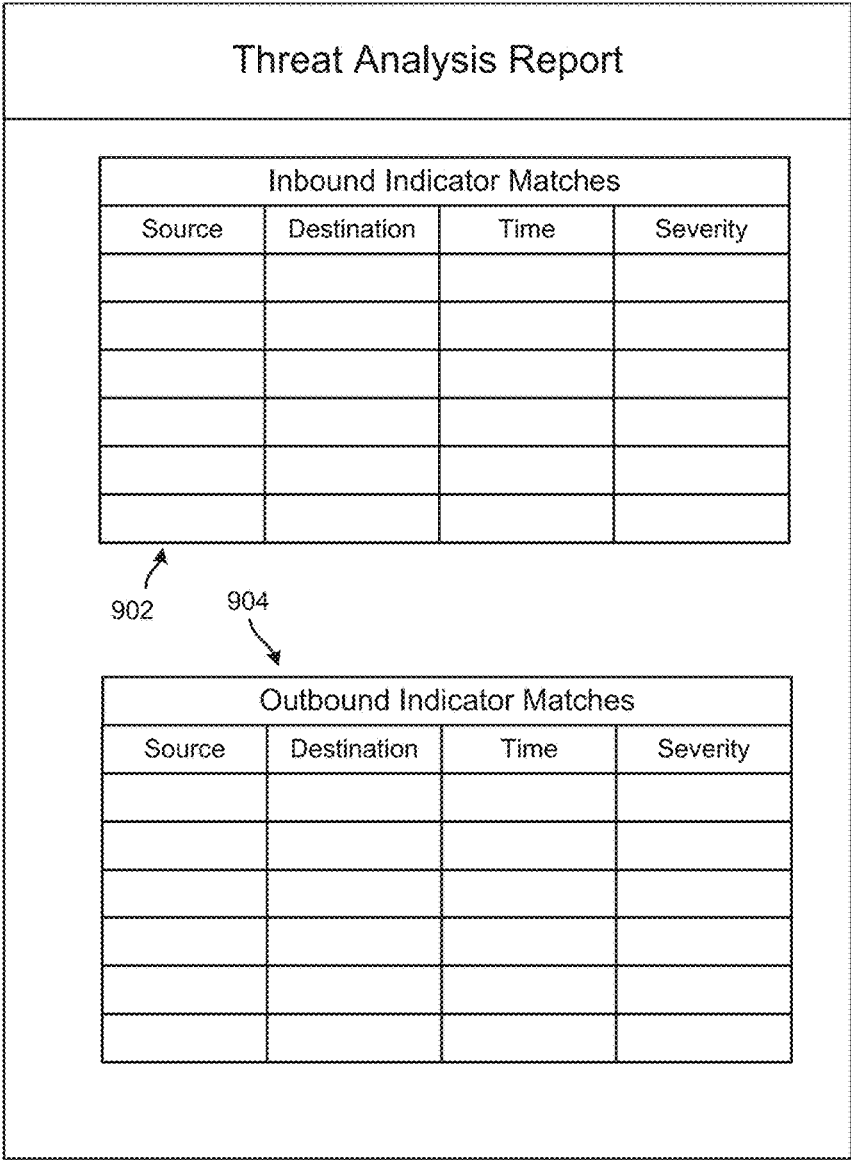 Threat Analysis Report
Inbound Indicator Matches
Source Destination Time Severity
902
904
Outbound Indicator Matches
Source Destination Time Severity